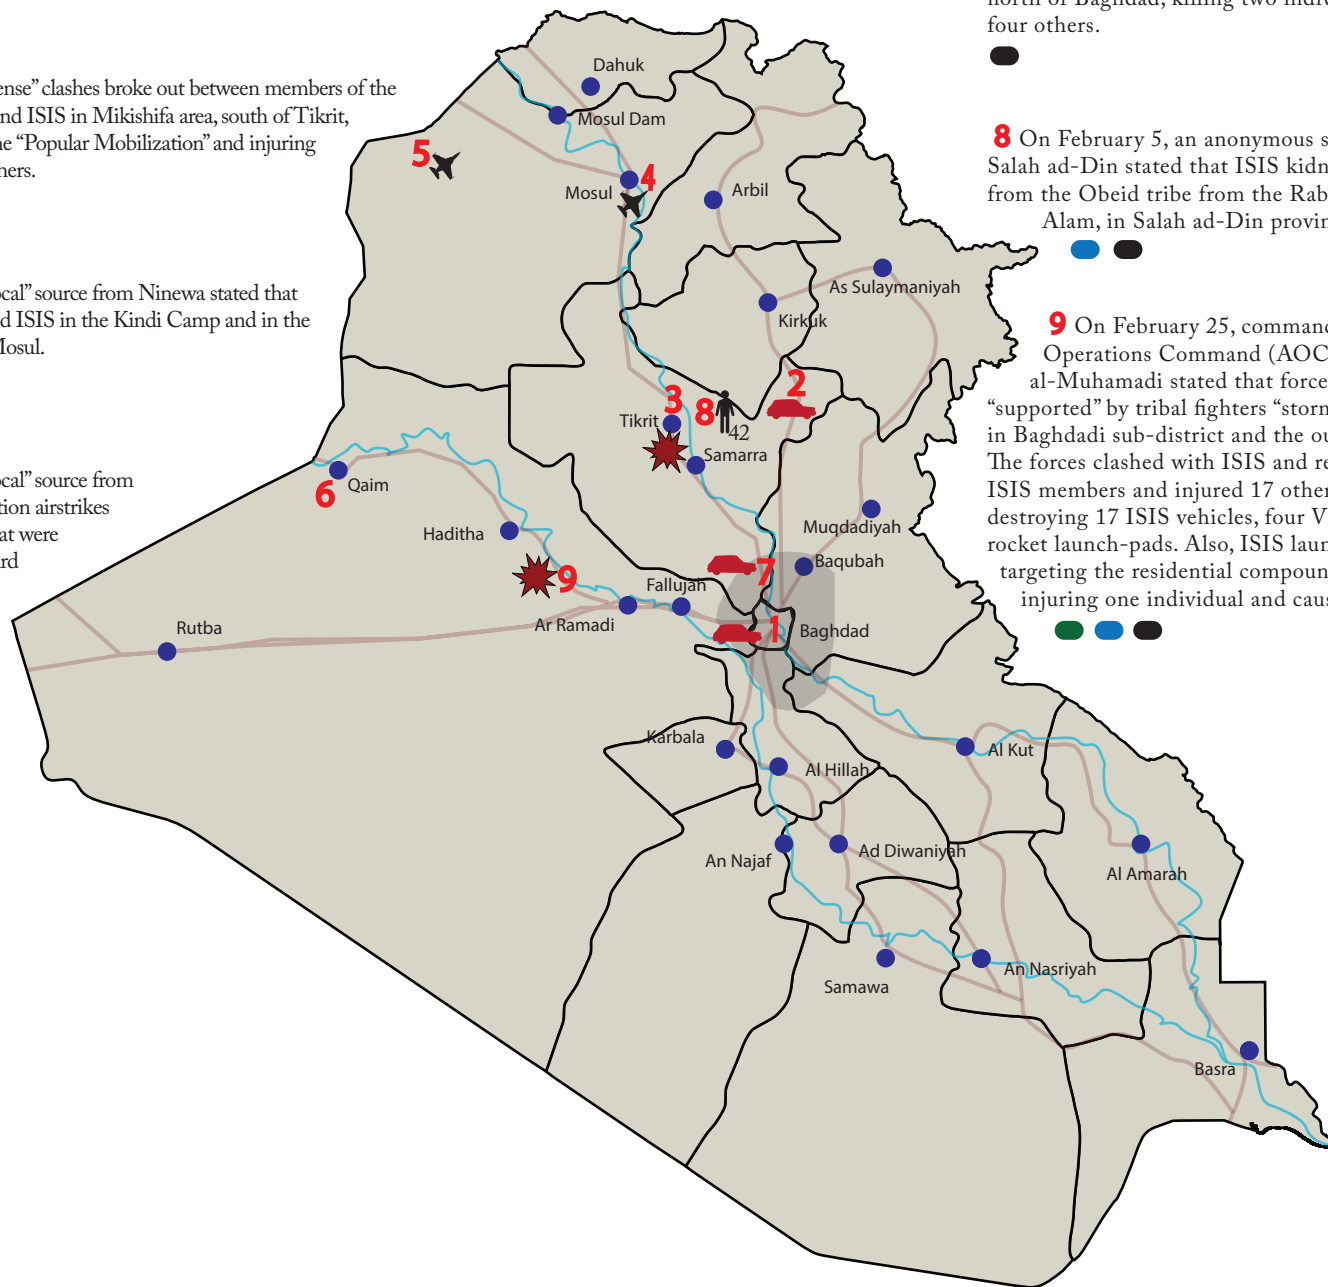 ense” clashes broke out between members of the
nd ISIS in Mikishifa area, south of Tikrit,
he “Popular Mobilization” and injuring
hers.
ocal” source from Ninewa stated that
d ISIS in the Kindi Camp and in the
Mosul.
ocal” source from
tion airstrikes
at were
ard
north of Baghdad, killing two indiv
four others.
8 On February 5, an anonymous s
Salah ad-Din stated that ISIS kidn
from the Obeid tribe from the Rab
Alam, in Salah ad-Din provin
9 On February 25, command
Operations Command (AOC
al-Muhamadi stated that force
“supported” by tribal fighters “storm
in Baghdadi sub-district and the ou
The forces clashed with ISIS and re
ISIS members and injured 17 other
destroying 17 ISIS vehicles, four V
rocket launch-pads. Also, ISIS laun
targeting the residential compoun
injuring one individual and caus
Dahuk
Mosul Dam
5
4
Mosul
Arbil
As Sulaymaniyah
Kirkuk
2
3
8
42
Tikrit
Samarra
6
Qaim
Haditha
Muqdadiyah
9
7
Baqubah
Fallujah
Ar Ramadi
1
Baghdad
Rutba
Karbala
Al Hillah
Al Kut
An Najaf
Ad Diwaniyah
Al Amarah
Samawa
An Nasriyah
Basra